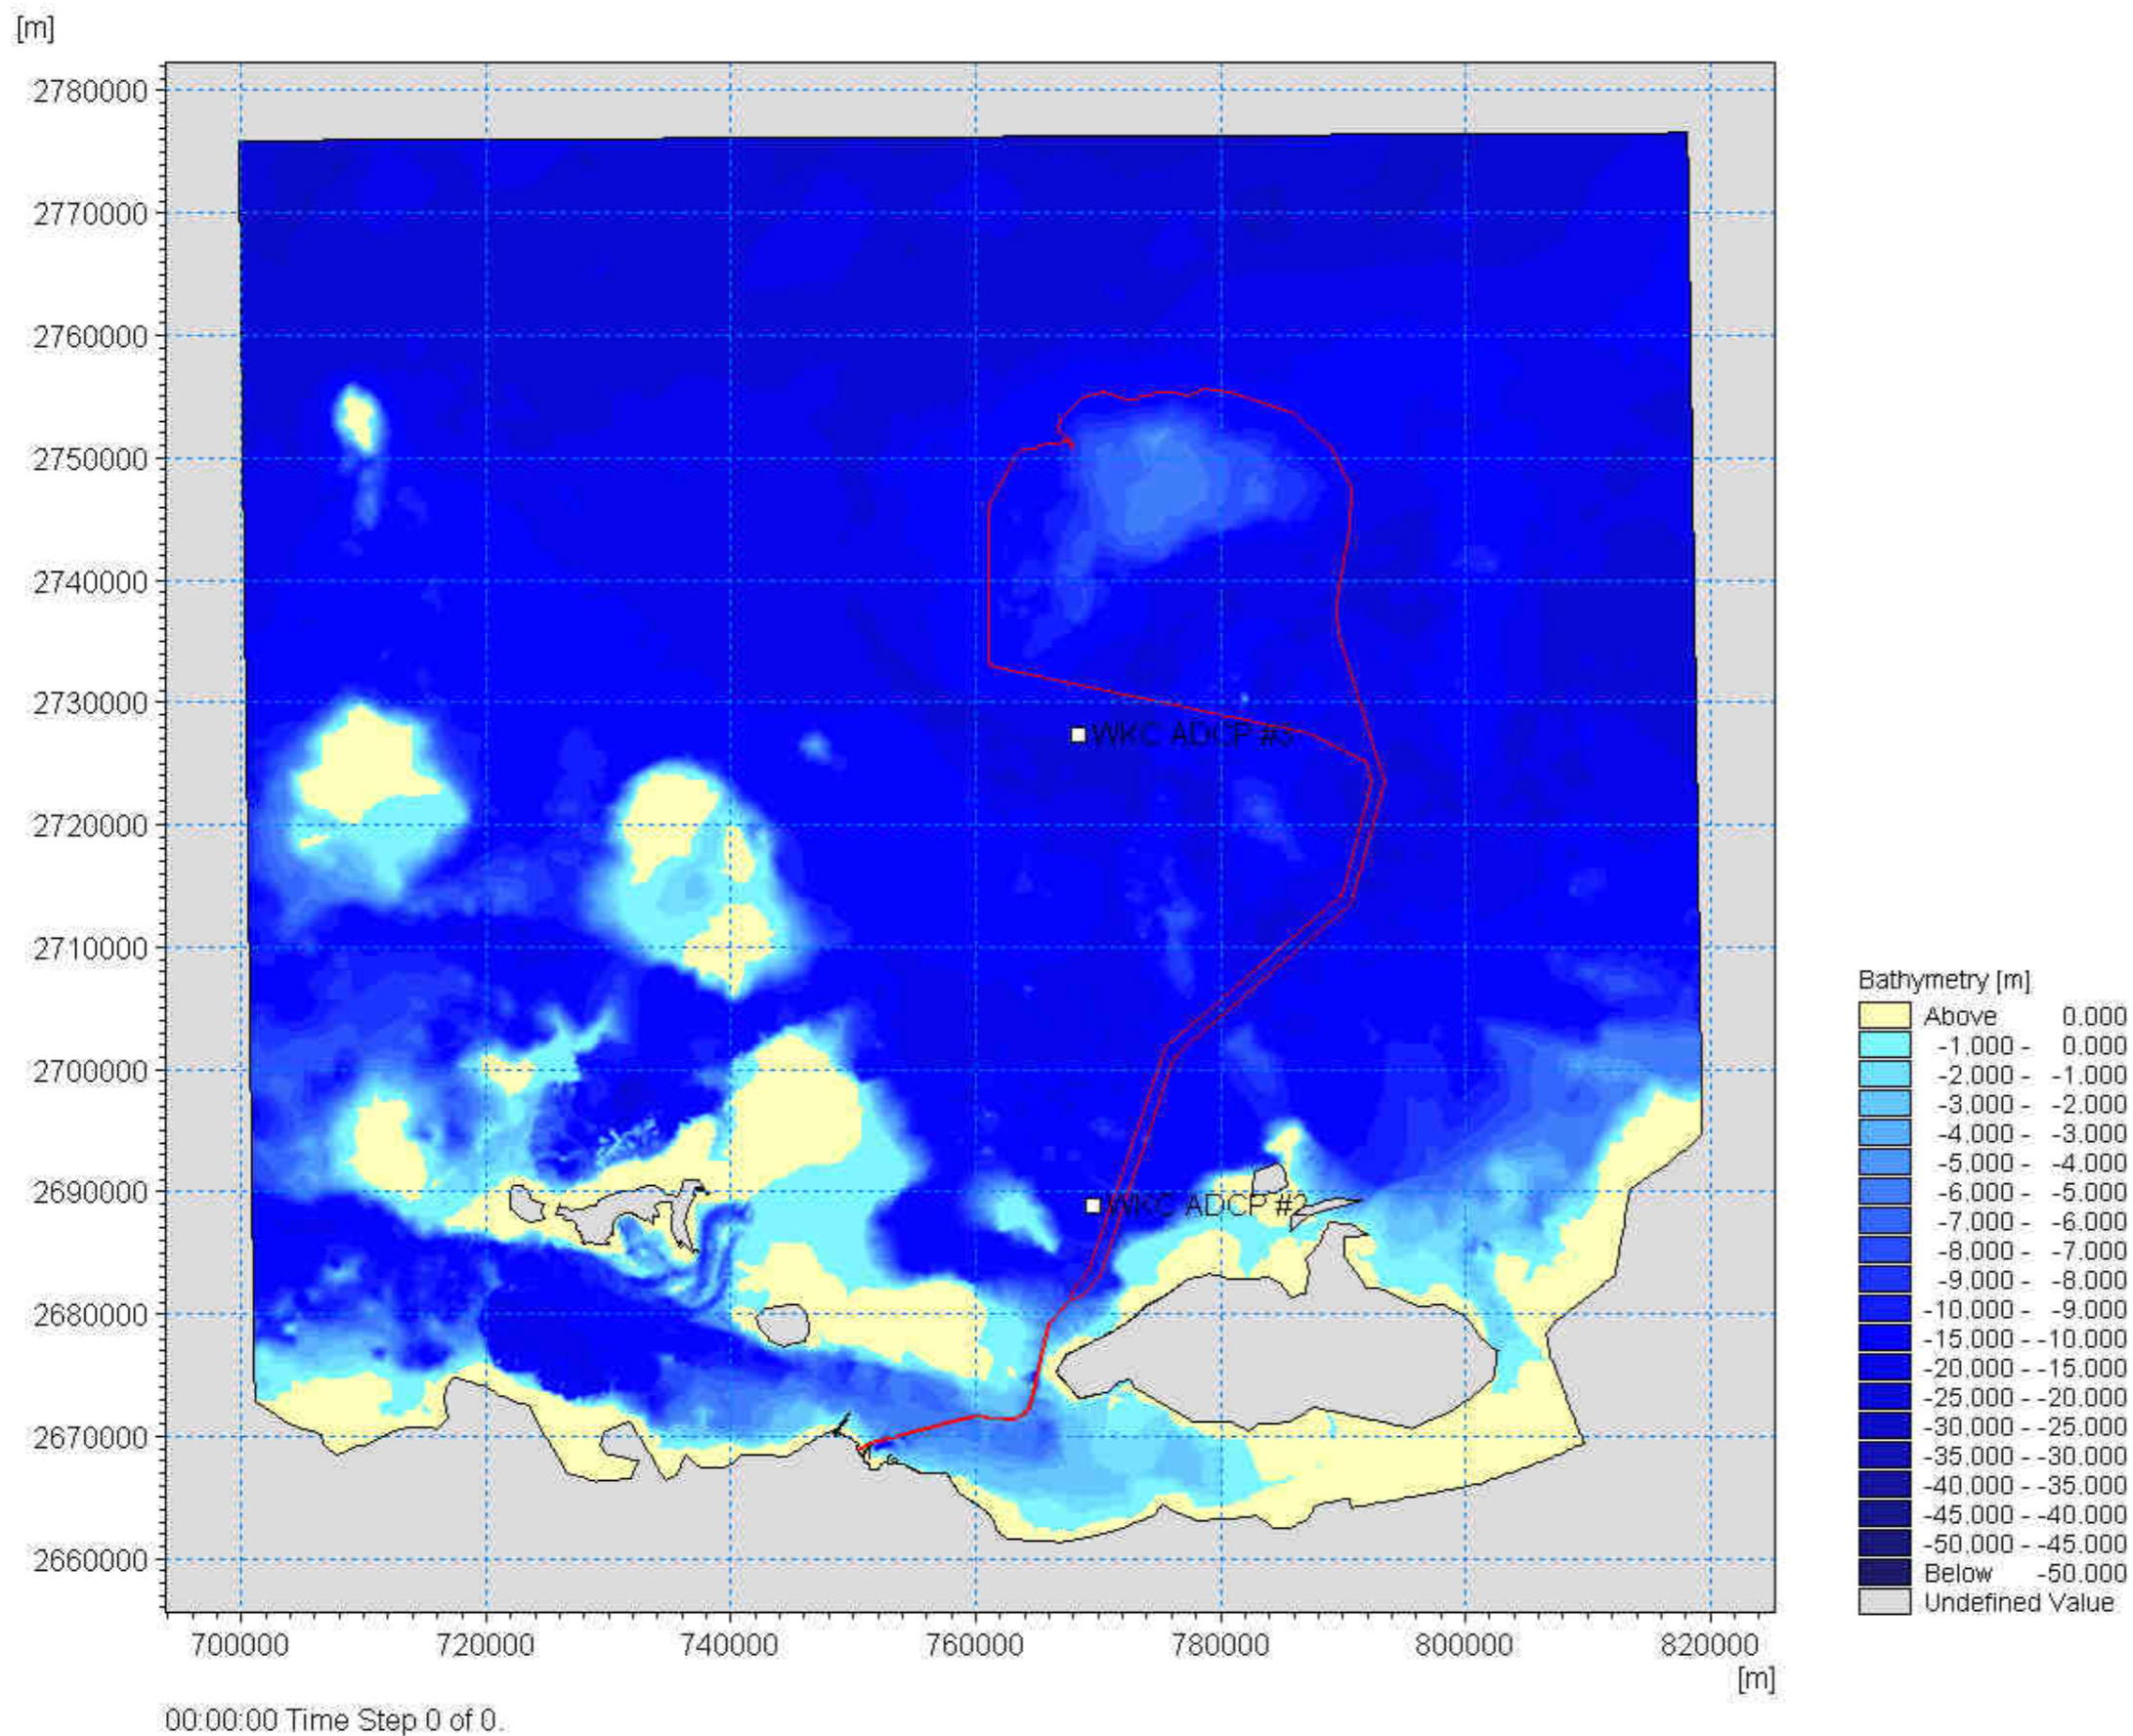 [m]
2780000
2770000
2760000
2750000
2740000
2730000
2720000
2710000
2700000
2690000
2680000
2670000
2660000
WKC ADCP #3
WKC ADCP #2
700000 720000 740000 760000 780000 800000 820000
[m]
00:00:00 Time Step 0 of 0.
Bathymetry [m]
Above 0.000
-1.000 - 0.000
-2.000 - -1.000
-3.000 - -2.000
-4.000 - -3.000
-5.000 - -4.000
-6.000 - -5.000
-7.000 - -6.000
-8.000 - -7.000
-9.000 - -8.000
-10.000 - -9.000
-15.000 - -10.000
-20.000 - -15.000
-25.000 - -20.000
-30.000 - -25.000
-35.000 - -30.000
-40.000 - -35.000
-45.000 - -40.000
-50.000 - -45.000
Below -50.000
Undefined Value